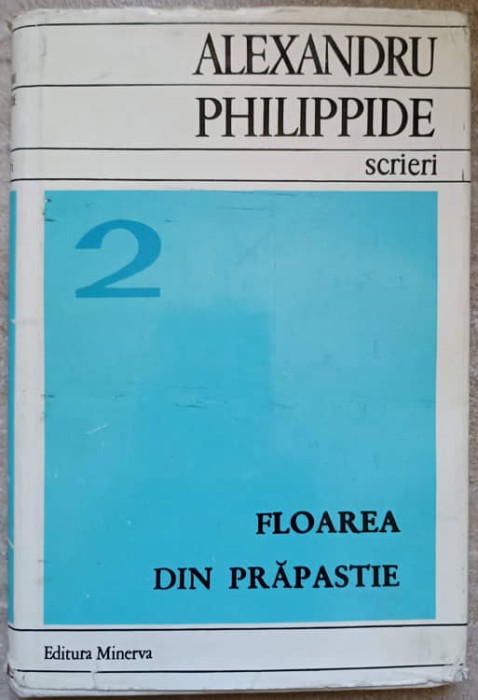 ALEXANDRU
PHILIPPIDE
scrieri
2
FLOAREA
DIN PRĂPASTIE
Editura Minerva